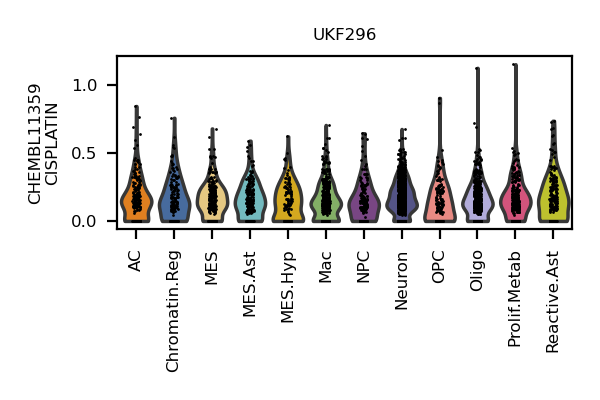 UKF296
CHEMBL11359
CISPLATIN
1.0
0.5
0.0
AC
Chromatin.Reg
MES
MES.Ast
MES.Hyp
Mac
NPC
Neuron
OPC
Oligo
Prolif.Metab
Reactive.Ast